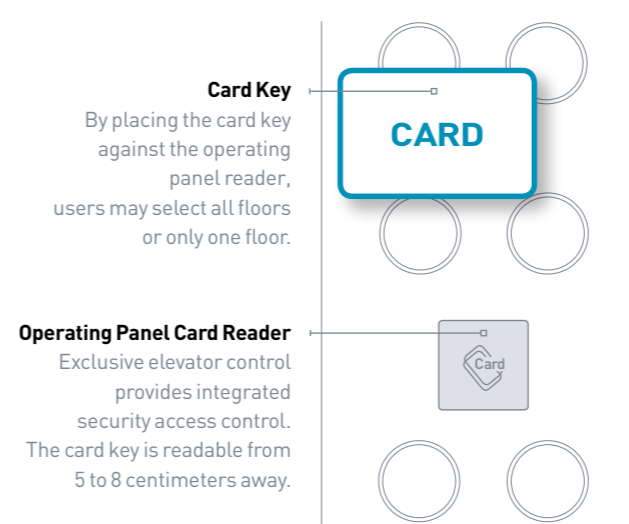 Card Key
By placing the card key
against the operating
panel reader,
users may select all floors
or only one floor.
CARD
Operating Panel Card Reader
Exclusive elevator control
provides integrated
security access control.
The card key is readable from
5 to 8 centimeters away.
Card